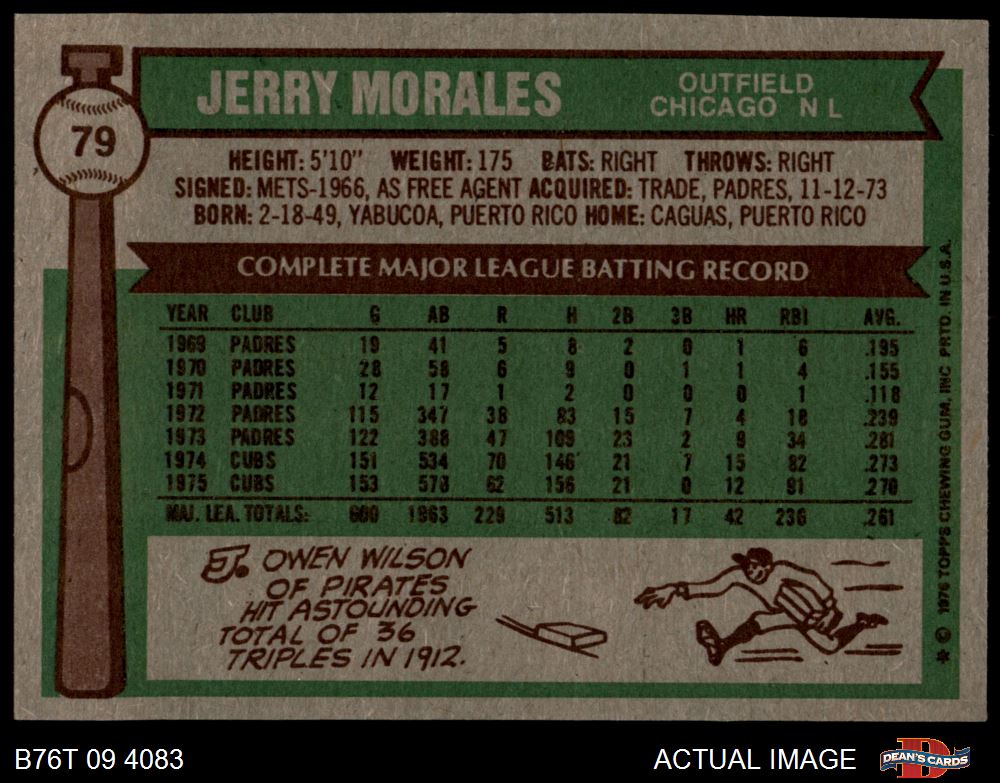 79
JERRY MORALES
OUTFIELD
CHICAGO N L
HEIGHT: 5'10" WEIGHT: 175 BATS: RIGHT THROWS: RIGHT
SIGNED: METS-1966, AS FREE AGENT ACQUIRED: TRADE, PADRES, 11-12-73
BORN: 2-18-49, YABUCOA, PUERTO RICO HOME: CAGUAS, PUERTO RICO
COMPLETE MAJOR LEAGUE BATTING RECORD
YEAR CLUB G AB R H 2B 3B HR RBI AVG.
1969 PADRES 19 41 5 8 2 0 1 6 .195
1970 PADRES 28 58 6 9 0 1 1 4 .155
1971 PADRES 12 17 1 2 0 0 0 1 .118
1972 PADRES 115 347 38 83 15 7 4 18 .239
1973 PADRES 122 388 47 109 23 2 9 34 .281
1974 CUBS 151 534 70 146 21 7 15 82 .273
1975 CUBS 153 578 62 156 21 0 12 91 .270
MAJ. LEA. TOTALS: 600 1963 229 513 82 17 42 236 .261
J. OWEN WILSON
OF PIRATES
HIT ASTOUNDING
TOTAL OF 36
TRIPLES IN 1912.
* © 1976 TOPPS CHEWING GUM, INC. PRTD. IN U.S.A.
B76T 09 4083
ACTUAL IMAGE
D
DEAN'S CARDS